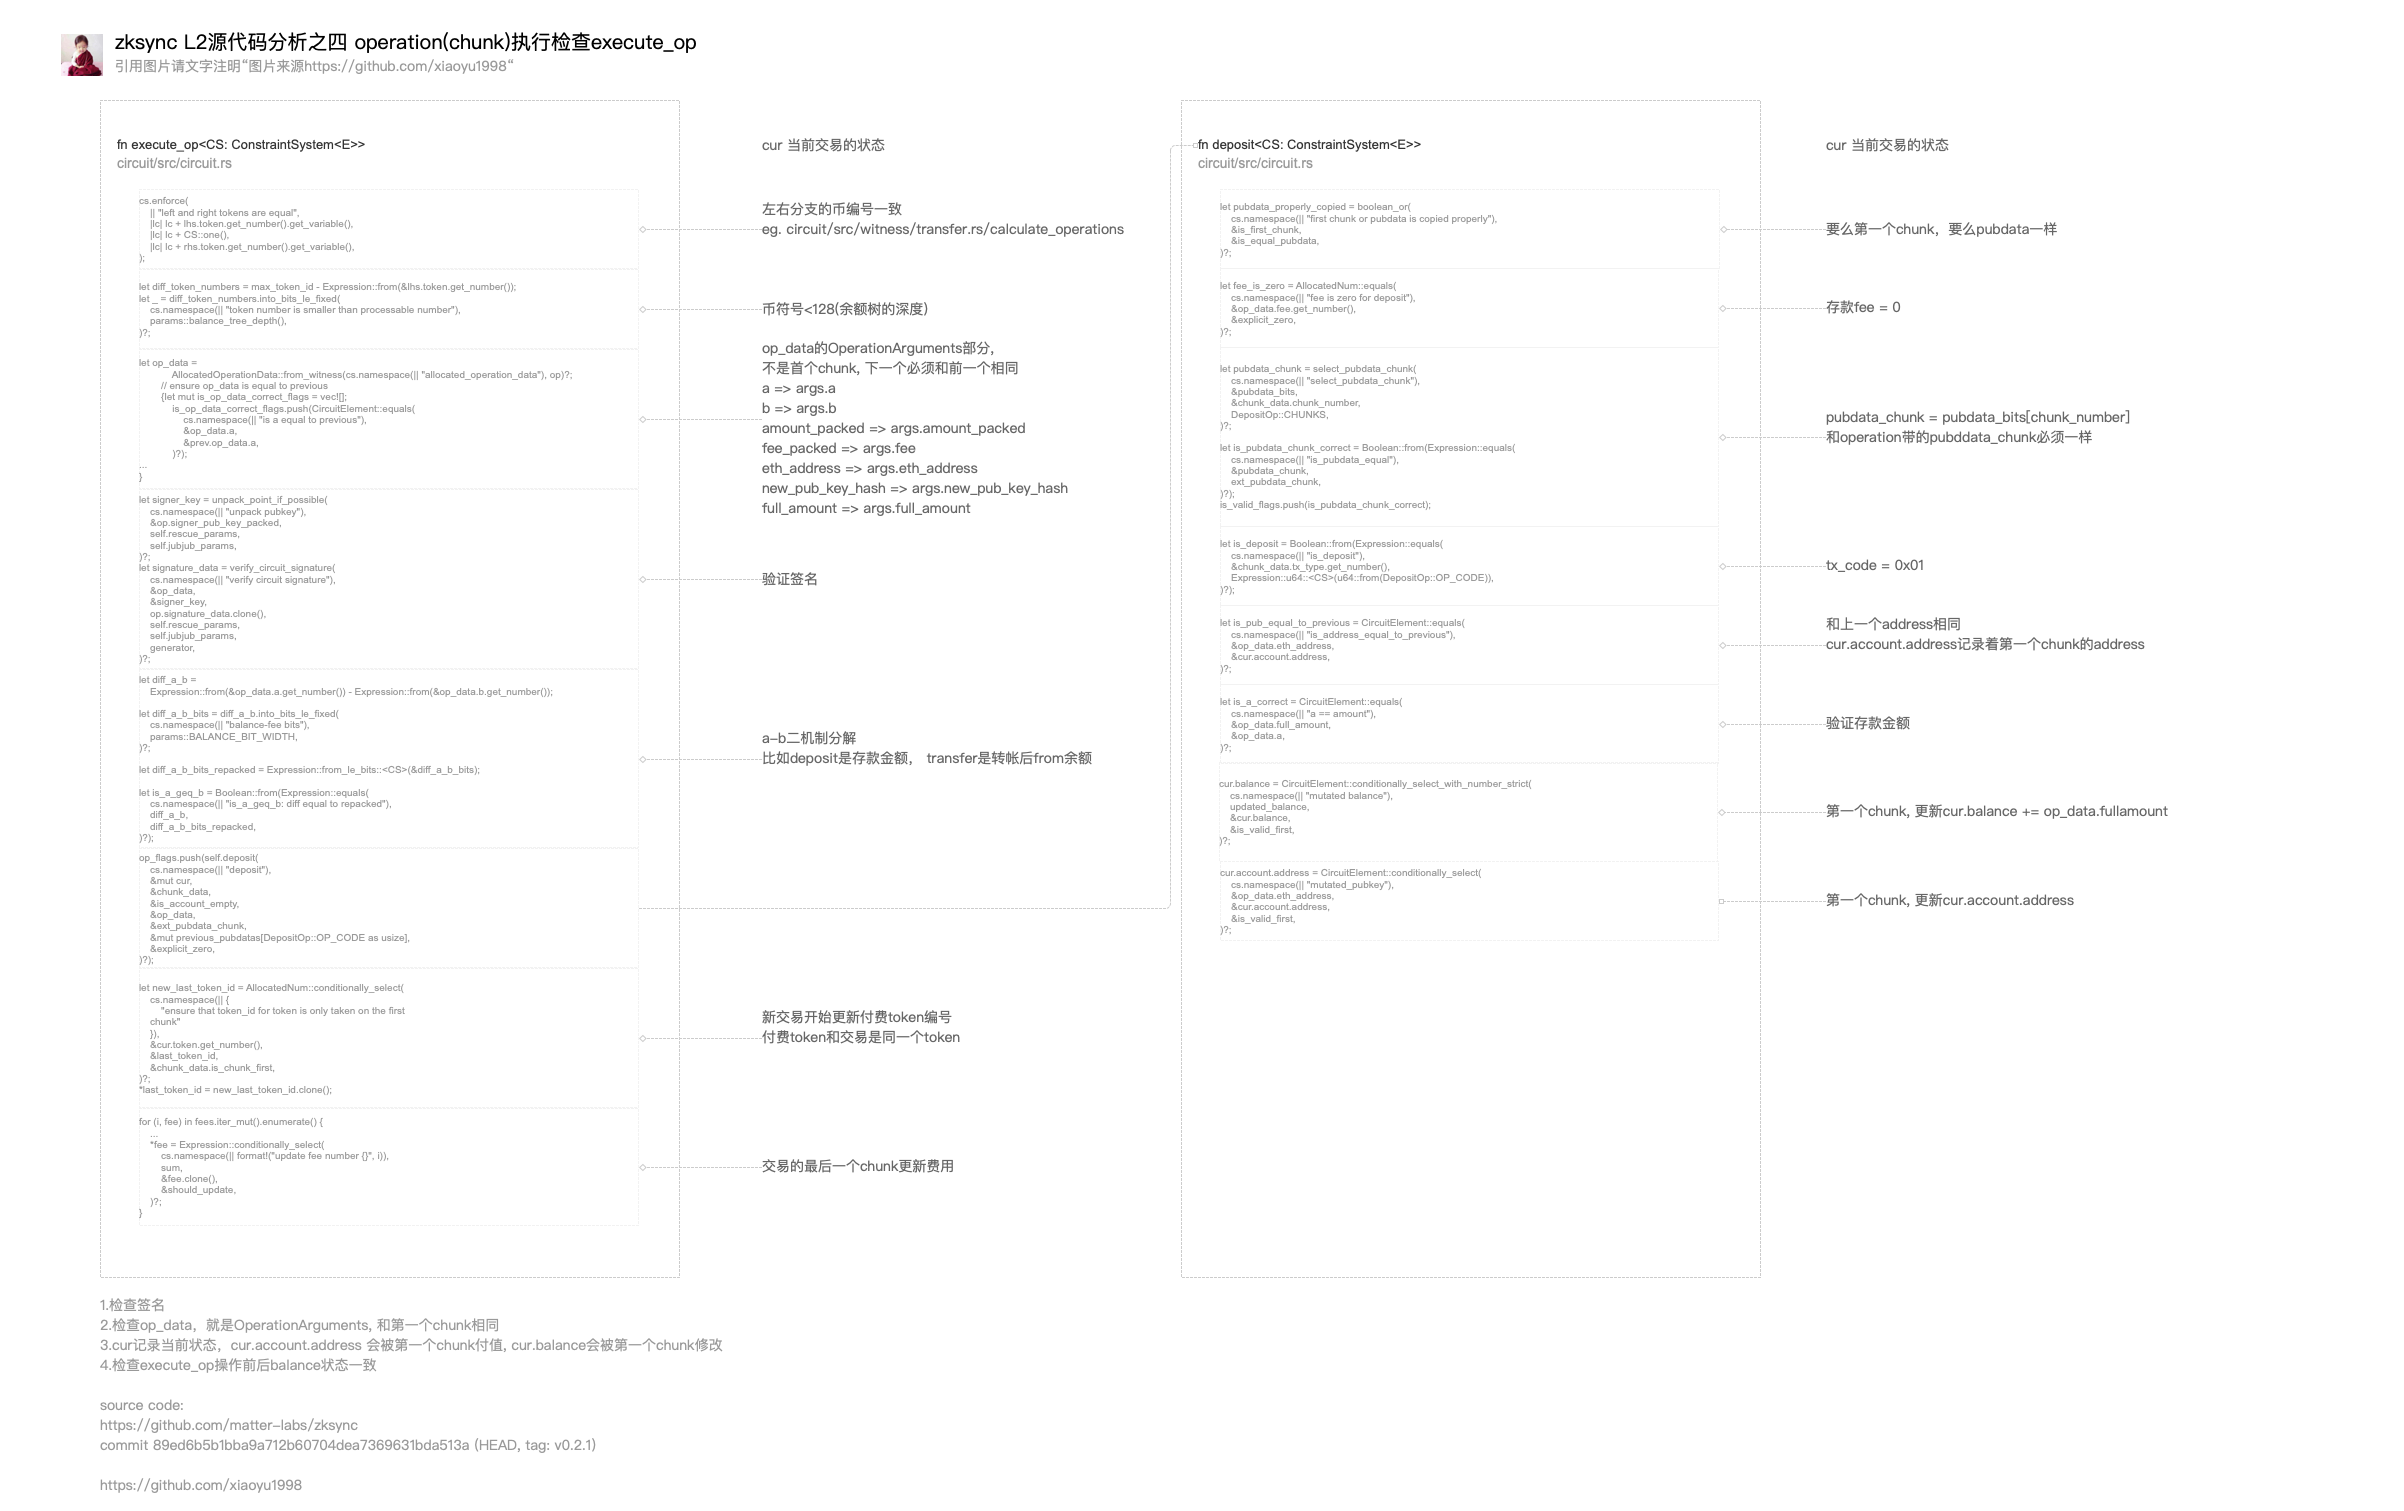 zksync L2源代码分析之四 operation(chunk)执行检查execute_op
引用图片请文字注明“图片来源https://github.com/xiaoyu1998“
fn execute_op<CS: ConstraintSystem<E>>
circuit/src/circuit.rs
cs.enforce(
|| "left and right tokens are equal",
|lc| lc + lhs.token.get_number().get_variable(),
|lc| lc + CS::one(),
|lc| lc + rhs.token.get_number().get_variable(),
);
let diff_token_numbers = max_token_id - Expression::from(&lhs.token.get_number());
let _ = diff_token_numbers.into_bits_le_fixed(
cs.namespace(|| "token number is smaller than processable number"),
params::balance_tree_depth(),
)?;
let op_data =
AllocatedOperationData::from_witness(cs.namespace(|| "allocated_operation_data"), op)?;
// ensure op_data is equal to previous
{let mut is_op_data_correct_flags = vec![];
is_op_data_correct_flags.push(CircuitElement::equals(
cs.namespace(|| "is a equal to previous"),
&op_data.a,
&prev.op_data.a,
)?);
...
}
let signer_key = unpack_point_if_possible(
cs.namespace(|| "unpack pubkey"),
&op.signer_pub_key_packed,
self.rescue_params,
self.jubjub_params,
)?;
let signature_data = verify_circuit_signature(
cs.namespace(|| "verify circuit signature"),
&op_data,
&signer_key,
op.signature_data.clone(),
self.rescue_params,
self.jubjub_params,
generator,
)?;
let diff_a_b =
Expression::from(&op_data.a.get_number()) - Expression::from(&op_data.b.get_number());
let diff_a_b_bits = diff_a_b.into_bits_le_fixed(
cs.namespace(|| "balance-fee bits"),
params::BALANCE_BIT_WIDTH,
)?;
let diff_a_b_bits_repacked = Expression::from_le_bits::<CS>(&diff_a_b_bits);
let is_a_geq_b = Boolean::from(Expression::equals(
cs.namespace(|| "is_a_geq_b: diff equal to repacked"),
diff_a_b,
diff_a_b_bits_repacked,
)?);
op_flags.push(self.deposit(
cs.namespace(|| "deposit"),
&mut cur,
&chunk_data,
&is_account_empty,
&op_data,
&ext_pubdata_chunk,
&mut previous_pubdatas[DepositOp::OP_CODE as usize],
&explicit_zero,
)?);
let new_last_token_id = AllocatedNum::conditionally_select(
cs.namespace(|| {
"ensure that token_id for token is only taken on the first
chunk"
}),
&cur.token.get_number(),
&last_token_id,
&chunk_data.is_chunk_first,
)?;
*last_token_id = new_last_token_id.clone();
for (i, fee) in fees.iter_mut().enumerate() {
...
*fee = Expression::conditionally_select(
cs.namespace(|| format!("update fee number {}", i)),
sum,
&fee.clone(),
&should_update,
)?;
}
cur 当前交易的状态
左右分支的币编号一致
eg. circuit/src/witness/transfer.rs/calculate_operations
币符号<128(余额树的深度)
op_data的OperationArguments部分,
不是首个chunk, 下一个必须和前一个相同
a => args.a
b => args.b
amount_packed => args.amount_packed
fee_packed => args.fee
eth_address => args.eth_address
new_pub_key_hash => args.new_pub_key_hash
full_amount => args.full_amount
验证签名
a-b二机制分解
比如deposit是存款金额， transfer是转帐后from余额
新交易开始更新付费token编号
付费token和交易是同一个token
交易的最后一个chunk更新费用
fn deposit<CS: ConstraintSystem<E>>
circuit/src/circuit.rs
let pubdata_properly_copied = boolean_or(
cs.namespace(|| "first chunk or pubdata is copied properly"),
&is_first_chunk,
&is_equal_pubdata,
)?;
let fee_is_zero = AllocatedNum::equals(
cs.namespace(|| "fee is zero for deposit"),
&op_data.fee.get_number(),
&explicit_zero,
)?;
let pubdata_chunk = select_pubdata_chunk(
cs.namespace(|| "select_pubdata_chunk"),
&pubdata_bits,
&chunk_data.chunk_number,
DepositOp::CHUNKS,
)?;
let is_pubdata_chunk_correct = Boolean::from(Expression::equals(
cs.namespace(|| "is_pubdata_equal"),
&pubdata_chunk,
ext_pubdata_chunk,
)?);
is_valid_flags.push(is_pubdata_chunk_correct);
let is_deposit = Boolean::from(Expression::equals(
cs.namespace(|| "is_deposit"),
&chunk_data.tx_type.get_number(),
Expression::u64::<CS>(u64::from(DepositOp::OP_CODE)),
)?);
let is_pub_equal_to_previous = CircuitElement::equals(
cs.namespace(|| "is_address_equal_to_previous"),
&op_data.eth_address,
&cur.account.address,
)?;
let is_a_correct = CircuitElement::equals(
cs.namespace(|| "a == amount"),
&op_data.full_amount,
&op_data.a,
)?;
cur.balance = CircuitElement::conditionally_select_with_number_strict(
cs.namespace(|| "mutated balance"),
updated_balance,
&cur.balance,
&is_valid_first,
)?;
cur.account.address = CircuitElement::conditionally_select(
cs.namespace(|| "mutated_pubkey"),
&op_data.eth_address,
&cur.account.address,
&is_valid_first,
)?;
cur 当前交易的状态
要么第一个chunk，要么pubdata一样
存款fee = 0
pubdata_chunk = pubdata_bits[chunk_number]
和operation带的pubddata_chunk必须一样
tx_code = 0x01
和上一个address相同
cur.account.address记录着第一个chunk的address
验证存款金额
第一个chunk, 更新cur.balance += op_data.fullamount
第一个chunk, 更新cur.account.address
1.检查签名
2.检查op_data，就是OperationArguments, 和第一个chunk相同
3.cur记录当前状态，cur.account.address 会被第一个chunk付值, cur.balance会被第一个chunk修改
4.检查execute_op操作前后balance状态一致
source code:
https://github.com/matter-labs/zksync
commit 89ed6b5b1bba9a712b60704dea7369631bda513a (HEAD, tag: v0.2.1)
https://github.com/xiaoyu1998